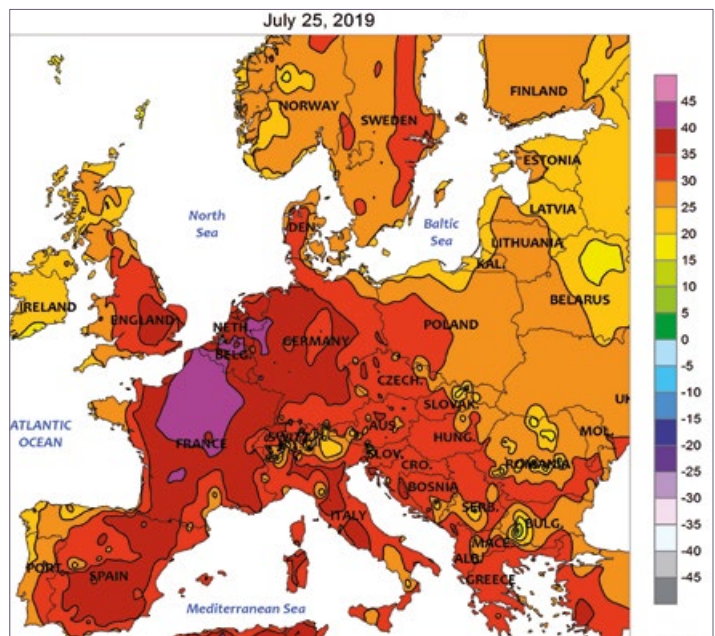 July 25, 2019
FINLAND
NORWAY
SWEDEN
ESTONIA
LATVIA
North
Sea
DEN.
Baltic
Sea
LITHUANIA
KAL.
IRELAND
ENGLAND
BELARUS
NETH.
BELG.
GERMANY
POLAND
CZECH.
SLOVAK.
UK
ATLANTIC
OCEAN
FRANCE
SWITZ.
AUS.
HUNG.
MOL.
SLOV.
CRO.
ROMANIA
BOSNIA
SERB.
ITALY
BULG.
MACE.
ALB.
PORT.
SPAIN
GREECE
Mediterranean Sea
45
40
35
30
25
20
15
10
5
0
-5
-10
-15
-20
-25
-30
-35
-40
-45